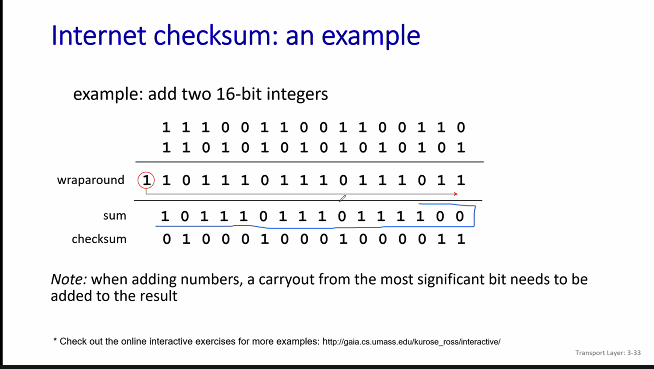 Internet checksum: an example
example: add two 16-bit integers
1 1 1 0 0 1 1 0 0 1 1 0 0 1 1 0
1 1 0 1 0 1 0 1 0 1 0 1 0 1 0 1
wraparound 1 1 0 1 1 1 0 1 1 1 0 1 1 1 0 1 1
sum 1 0 1 1 1 0 1 1 1 0 1 1 1 1 0 0
checksum 0 1 0 0 0 1 0 0 0 1 0 0 0 0 1 1
Note: when adding numbers, a carryout from the most significant bit needs to be
added to the result
* Check out the online interactive exercises for more examples: http://gaia.cs.umass.edu/kurose_ross/interactive/
Transport Layer: 3-33